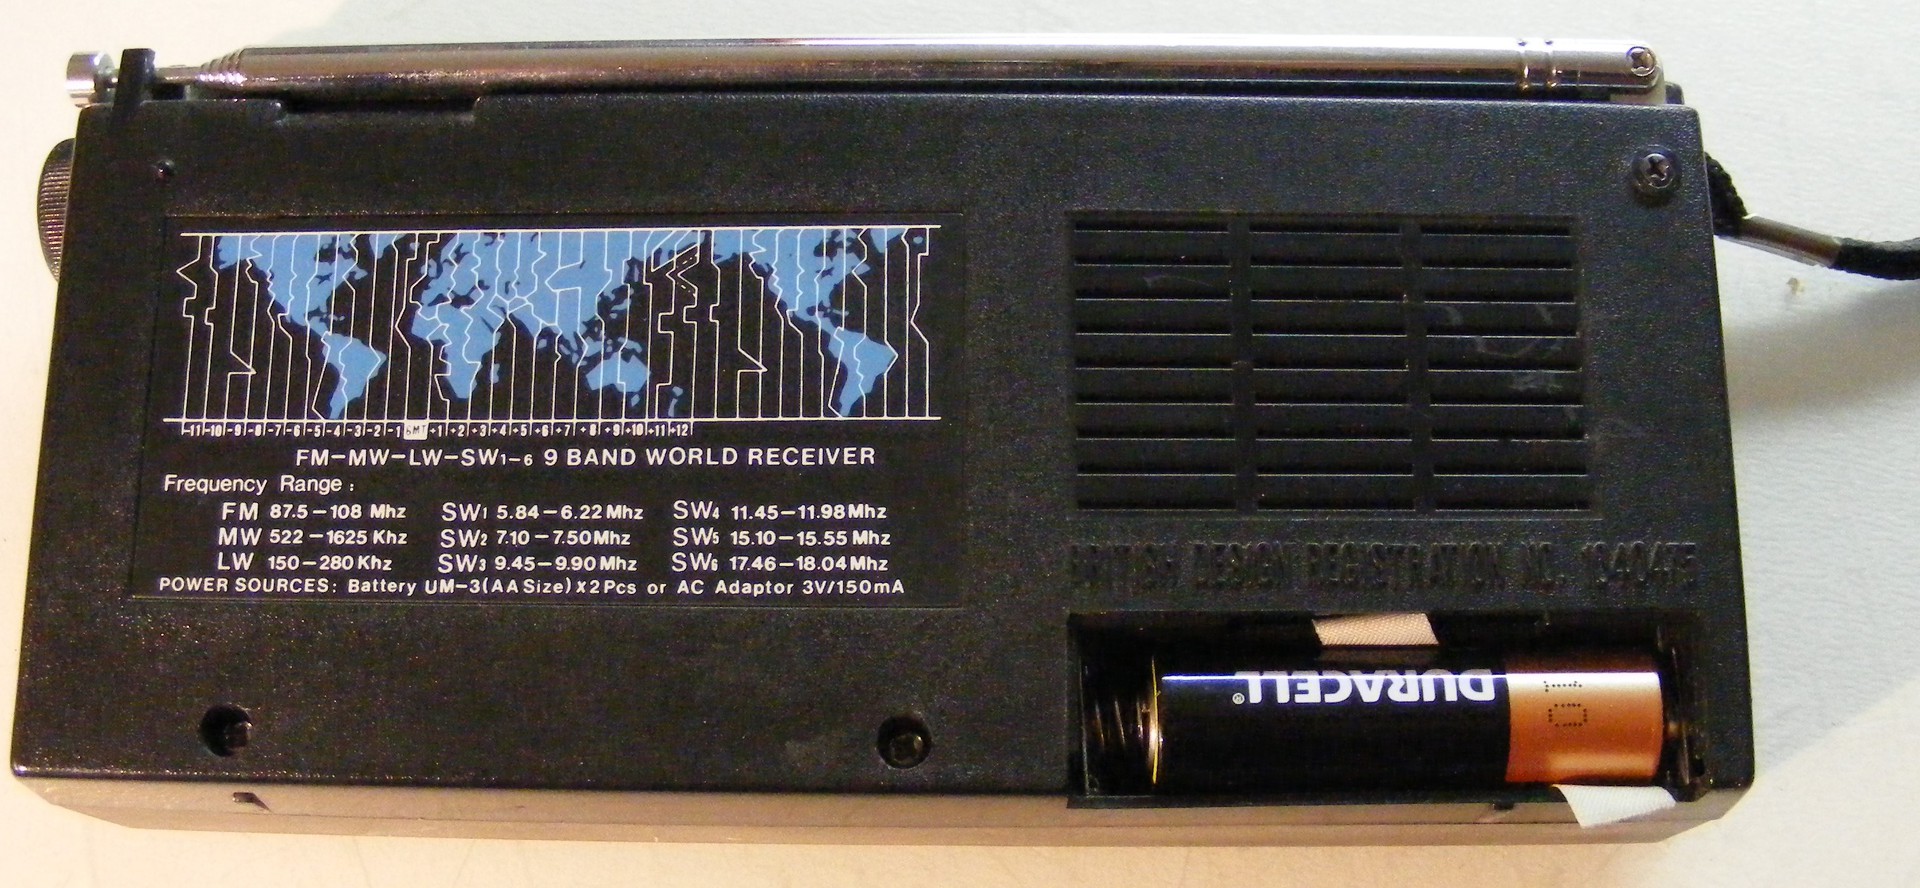 -11 -10 -9 -8 -7 -6 -5 -4 -3 -2 -1 GMT +1 +2 +3 +4 +5 +6 +7 +8 +9 +10 +11 +12
FM-MW-LW-SW1-6 9 BAND WORLD RECEIVER
Frequency Range :
FM 87.5-108 Mhz SW1 5.84-6.22 Mhz SW4 11.45-11.98 Mhz
MW 522-1625 Khz SW2 7.10-7.50 Mhz SW5 15.10-15.55 Mhz
LW 150-280 Khz SW3 9.45-9.90 Mhz SW6 17.46-18.04 Mhz
POWER SOURCES: Battery UM-3(AA Size) X 2 Pcs or AC Adaptor 3V/150mA
BRITISH DESIGN REGISTRATION NO. 1040475
DURACELL®
01